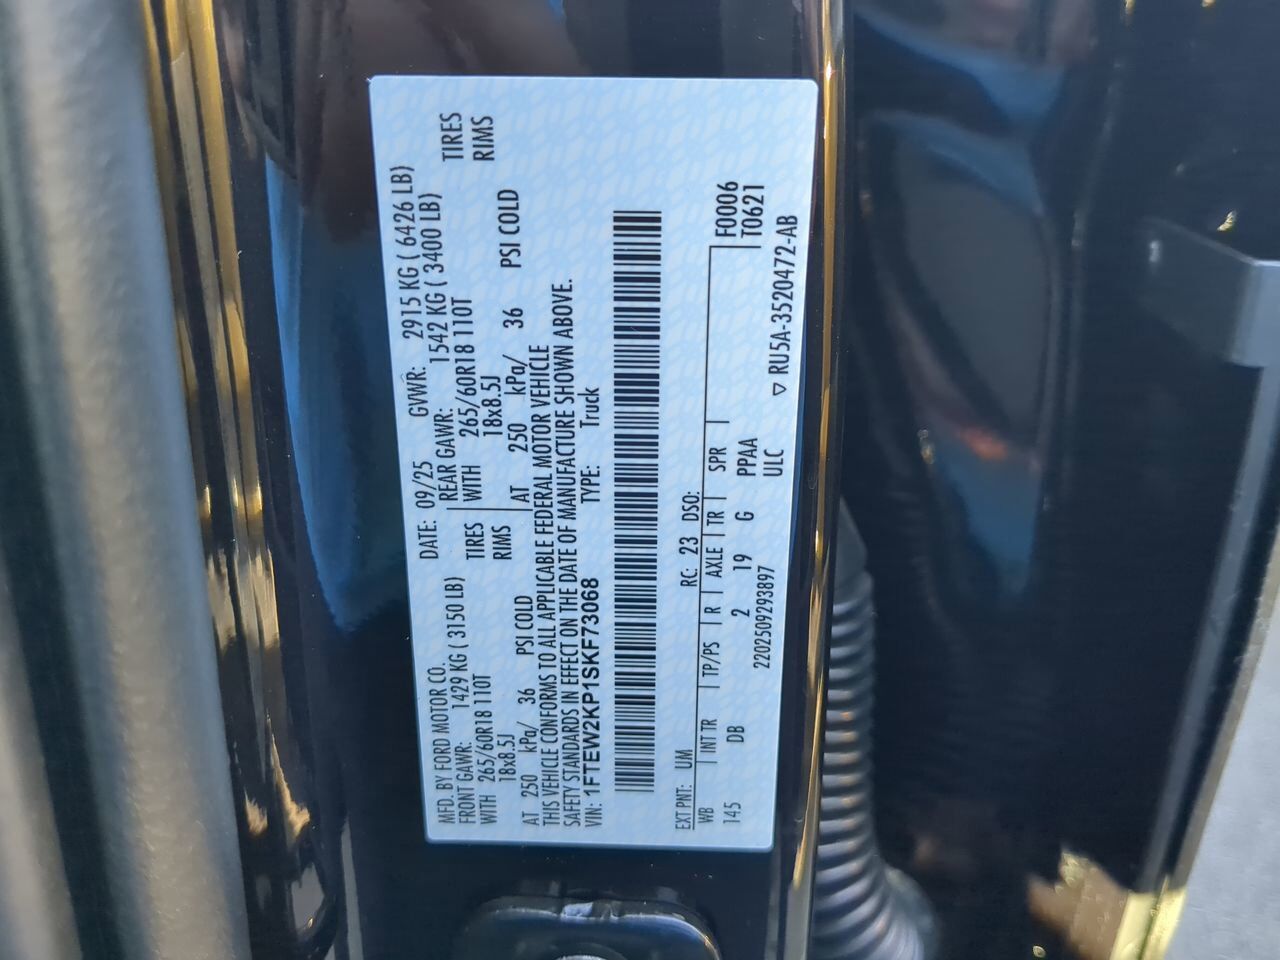 MFD. BY FORD MOTOR CO. DATE: 09/25 GVWR: 2915 KG ( 6426 LB)
FRONT GAWR: 1429 KG ( 3150 LB) REAR GAWR: 1542 KG ( 3400 LB)
WITH 265/60R18 110T TIRES WITH 265/60R18 110T TIRES
18x8.5J RIMS 18x8.5J RIMS
AT 250 kPa/ 36 PSI COLD AT 250 kPa/ 36 PSI COLD
THIS VEHICLE CONFORMS TO ALL APPLICABLE FEDERAL MOTOR VEHICLE
SAFETY STANDARDS IN EFFECT ON THE DATE OF MANUFACTURE SHOWN ABOVE.
VIN: 1FTEW2KP1SKF73068 TYPE: Truck
EXT PNT: UM RC: 23 DSO: F0006
WB INT TR TP/PS R AXLE TR SPR T0621
145 DB 2 19 G PPAA
2202509293897 ULC ▽ RU5A-3520472-AB